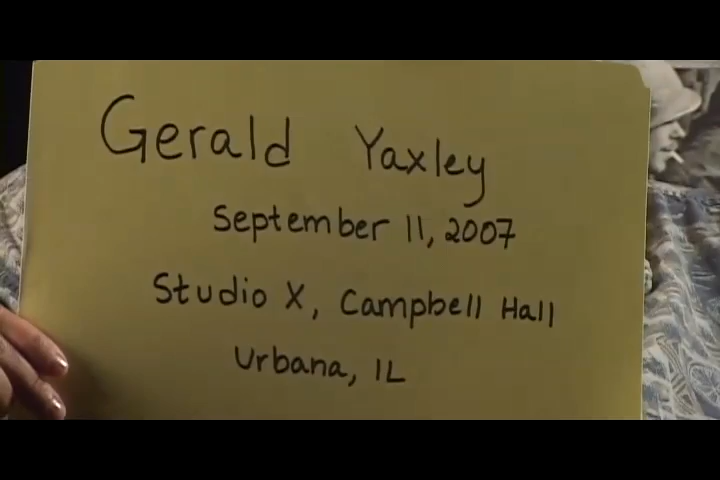 Gerald Yaxley
September 11, 2007
Studio X, Campbell Hall
Urbana, IL